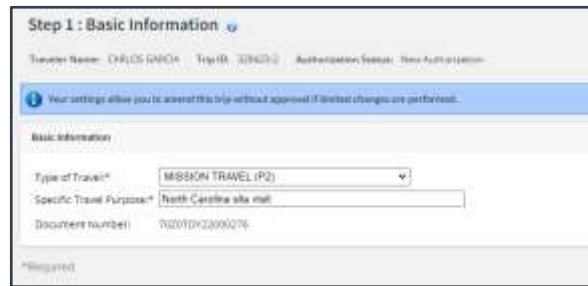 Step 1 : Basic Information
Traveler Name: CARLOS GARCIA Trip ID: Authorization Status: New Authorization
Your settings allow you to amend this trip without approval if limited changes are performed.
Basic Information
Type of Travel:* MISSION TRAVEL (P2)
Specific Travel Purpose:* North Carolina site visit
Document Number:
*Required